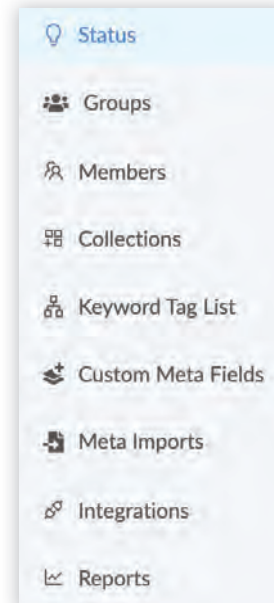 Status
Groups
Members
Collections
Keyword Tag List
Custom Meta Fields
Meta Imports
Integrations
Reports